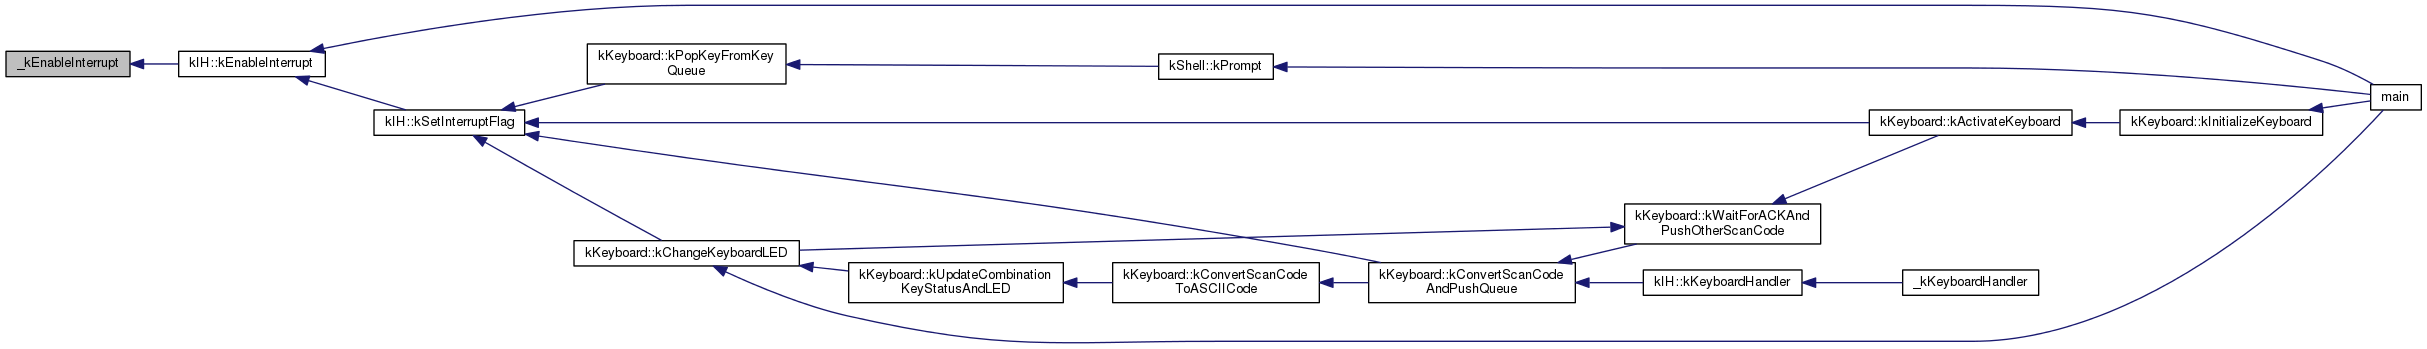 _kEnableInterrupt
kIH::kEnableInterrupt
kKeyboard::kPopKeyFromKey
Queue
kShell::kPrompt
main
kIH::kSetInterruptFlag
kKeyboard::kActivateKeyboard
kKeyboard::kInitializeKeyboard
kKeyboard::kWaitForACKAnd
PushOtherScanCode
kKeyboard::kChangeKeyboardLED
kKeyboard::kUpdateCombination
KeyStatusAndLED
kKeyboard::kConvertScanCode
ToASCIICode
kKeyboard::kConvertScanCode
AndPushQueue
kIH::kKeyboardHandler
_kKeyboardHandler